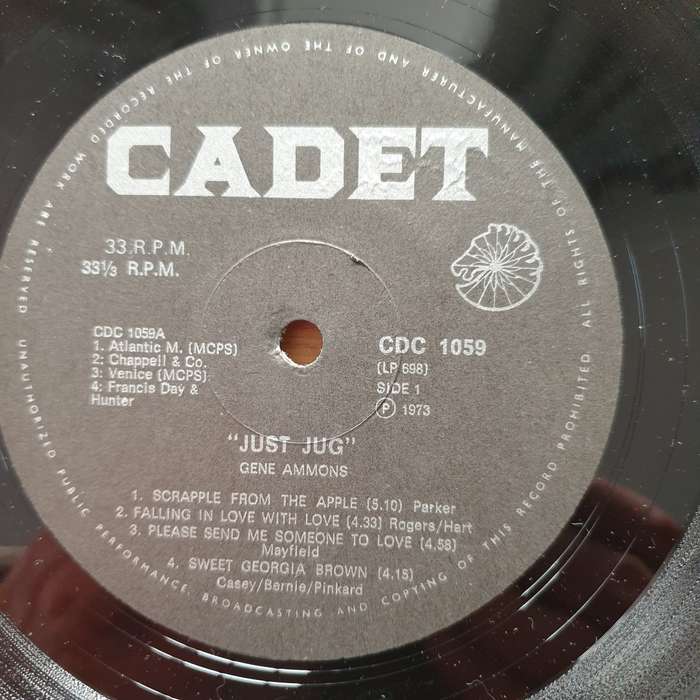 CADET
33.R.P.M.
33⅓ R.P.M.
CDC 1059A
1. Atlantic M. (MCPS)
2: Chappell & Co.
3: Venice (MCPS)
4: Francis Day &
Hunter
CDC 1059
(LP 698)
SIDE 1
Ⓟ 1973
"JUST JUG"
GENE AMMONS
1. SCRAPPLE FROM THE APPLE (5.10) Parker
2. FALLING IN LOVE WITH LOVE (4.33) Rogers/Hart
3. PLEASE SEND ME SOMEONE TO LOVE (4.58)
Mayfield
4. SWEET GEORGIA BROWN (4.15)
Casey/Bernie/Pinkard
ALL RIGHTS OF THE MANUFACTURER AND OF THE OWNER OF THE RECORDED WORK ARE RESERVED UNAUTHORIZED PUBLIC PERFORMANCE, BROADCASTING AND COPYING OF THIS RECORD PROHIBITED